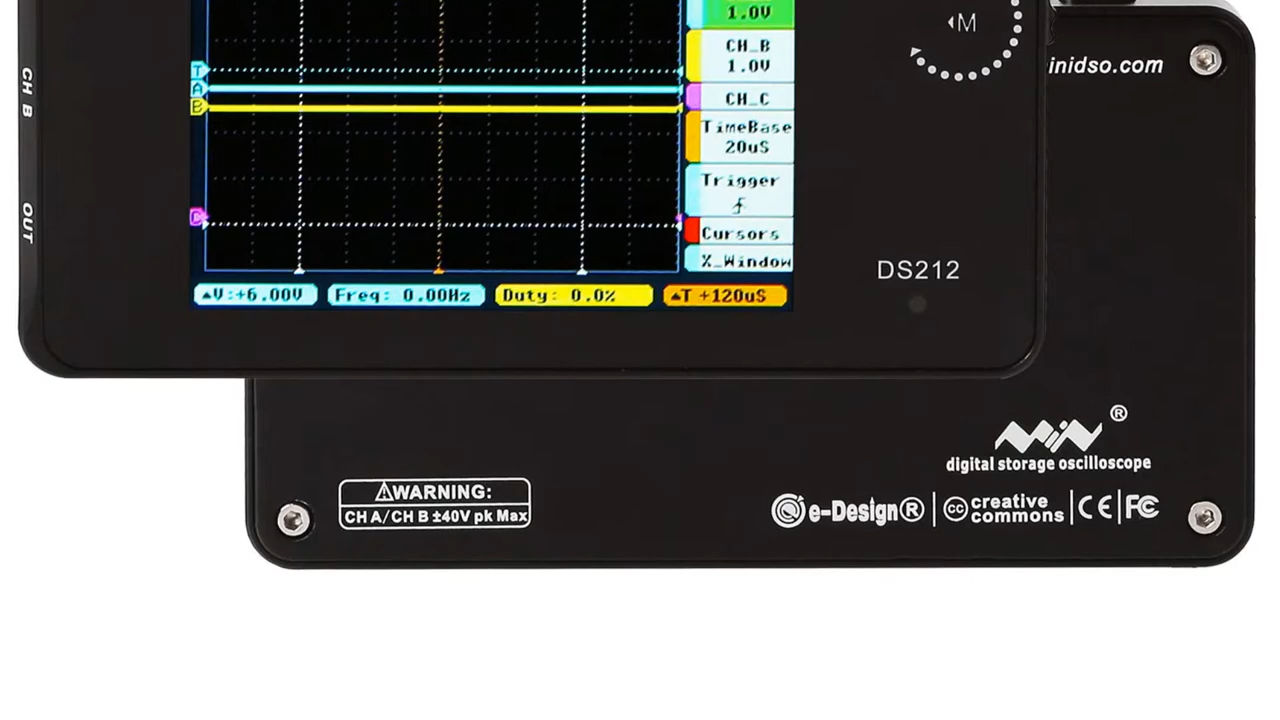 1.0V
CH_B
1.0V
CH_C
TimeBase
20uS
Trigger
Cursors
X_Window
T
A
B
▲V:+6.00V
Freq: 0.00Hz
Duty: 0.0%
▲T +120uS
CH B
OUT
M
DS212
inidso.com
MiNi®
digital storage oscilloscope
⚠WARNING:
CH A/CH B ±40V pk Max
e-Design®
cc creative commons
CE
FC